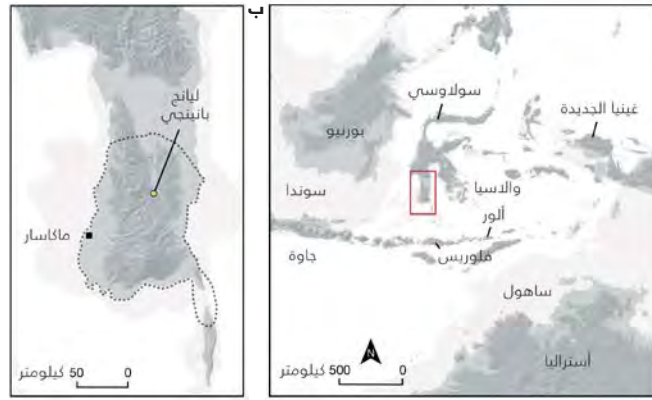 ب
ليانج
بانينجي
ماكاسار
50 0 كيلومتر
سولاوسي
غينيا الجديدة
بورنيو
والاسيا
سوندا
ألور
فلوريس
جاوة
ساهول
أستراليا
N
500 0 كيلومتر